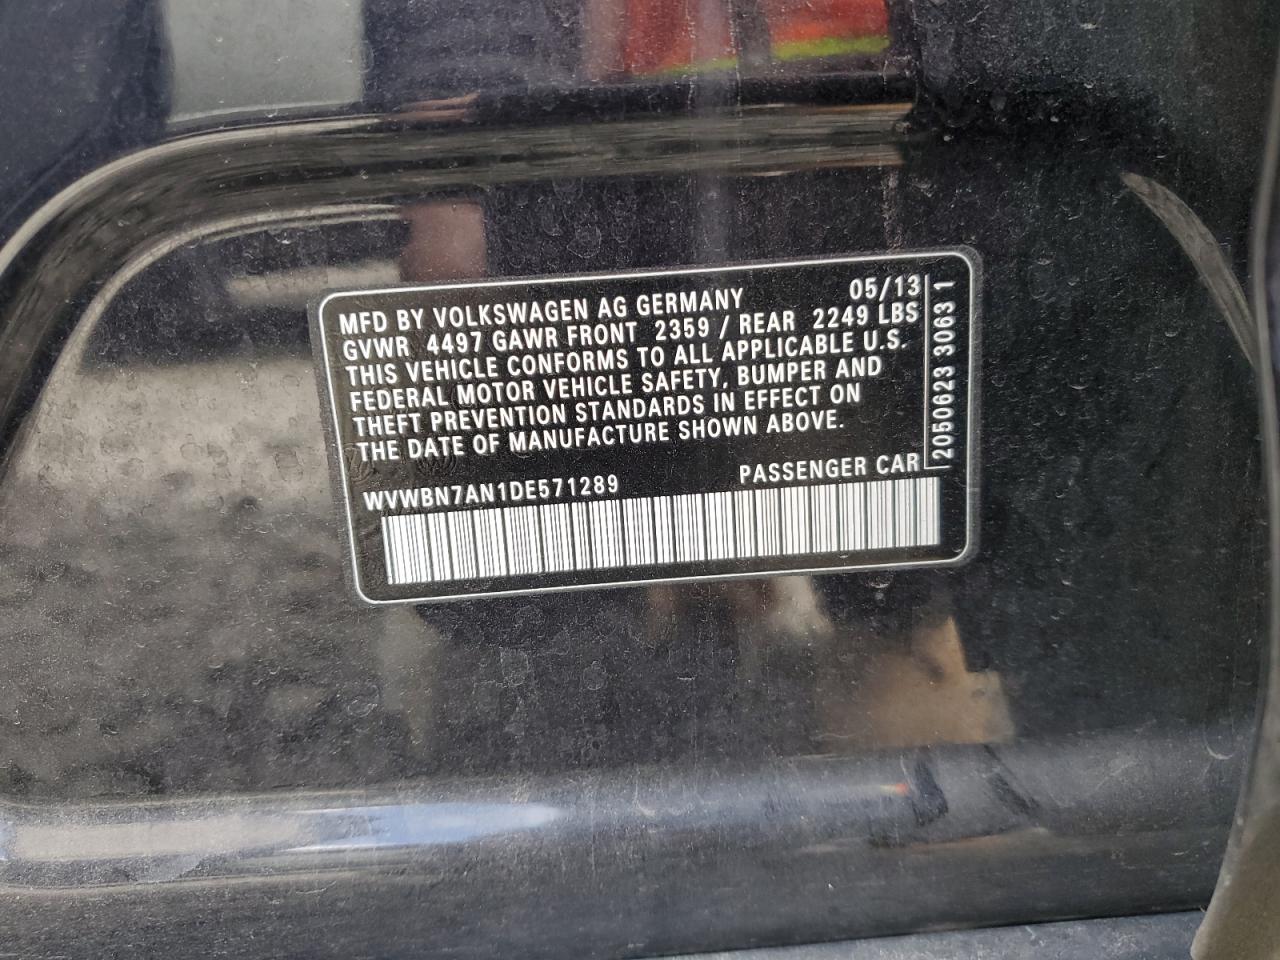 MFD BY VOLKSWAGEN AG GERMANY 05/13
GVWR 4497 GAWR FRONT 2359 / REAR 2249 LBS
THIS VEHICLE CONFORMS TO ALL APPLICABLE U.S.
FEDERAL MOTOR VEHICLE SAFETY, BUMPER AND
THEFT PREVENTION STANDARDS IN EFFECT ON
THE DATE OF MANUFACTURE SHOWN ABOVE.
WVWBN7AN1DE571289 PASSENGER CAR
2050623 3063 1